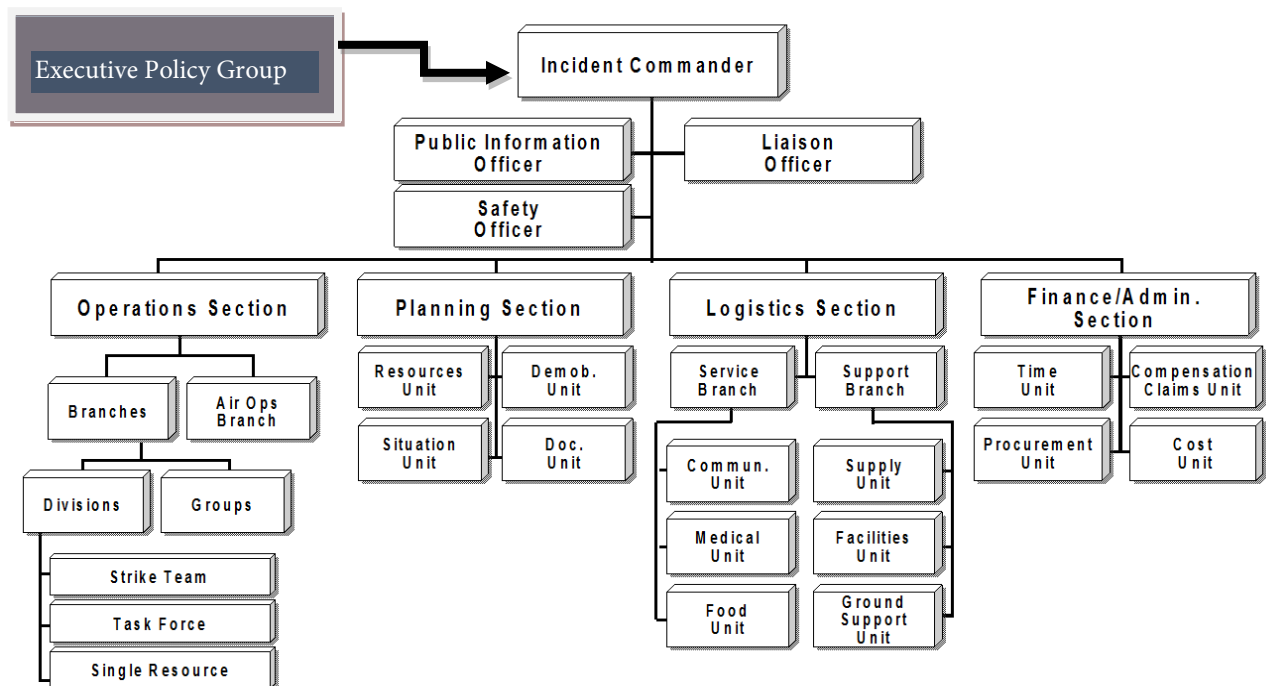 Executive Policy Group
Incident Commander
Public Information
Officer
Liaison
Officer
Safety
Officer
Operations Section
Planning Section
Logistics Section
Finance/Admin.
Section
Branches
Air Ops
Branch
Divisions
Groups
Strike Team
Task Force
Single Resource
Resources
Unit
Demob.
Unit
Situation
Unit
Doc.
Unit
Service
Branch
Support
Branch
Commun.
Unit
Supply
Unit
Medical
Unit
Facilities
Unit
Food
Unit
Ground
Support
Unit
Time
Unit
Compensation
Claims Unit
Procurement
Unit
Cost
Unit